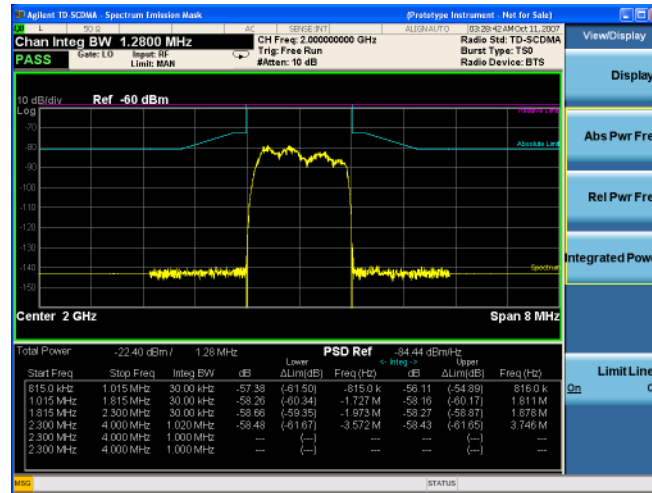 Agilent TD-SCDMA - Spectrum Emission Mask (Prototype Instrument - Not for Sale)
L 50 Ω AC SENSE:INT ALIGNAUTO 03:28:42 AM Oct 11, 2007
Chan Integ BW 1.2800 MHz
CH Freq: 2.000000000 GHz
Radio Std: TD-SCDMA
PASS
Gate: LO Input: RF
Trig: Free Run
Burst Type: TS0
Limit: MAN
#Atten: 10 dB
Radio Device: BTS
View/Display
Display
Abs Pwr Fre
Rel Pwr Fre
Integrated Powe
Limit Line
On
10 dB/div Ref -60 dBm
Log
-70
-80
-90
-100
-110
-120
-130
-140
-150
Absolute Limit
Spectrum
Center 2 GHz Span 8 MHz
Total Power -22.40 dBm / 1.28 MHz PSD Ref -84.44 dBm/Hz
Lower <- Integ -> Upper
Start Freq Stop Freq Integ BW dB ΔLim(dB) Freq (Hz) dB ΔLim(dB) Freq (Hz)
815.0 kHz 1.015 MHz 30.00 kHz -57.38 (-61.50) -815.0 k -56.11 (-54.89) 816.0 k
1.015 MHz 1.815 MHz 30.00 kHz -58.26 (-60.34) -1.727 M -58.16 (-60.17) 1.811 M
1.815 MHz 2.300 MHz 30.00 kHz -58.66 (-59.35) -1.973 M -58.27 (-58.87) 1.878 M
2.300 MHz 4.000 MHz 1.020 MHz -58.48 (-61.67) -3.572 M -58.43 (-61.65) 3.746 M
2.300 MHz 4.000 MHz 1.000 MHz --- (---) --- --- (---) ---
2.300 MHz 4.000 MHz 1.000 MHz --- (---) --- --- (---) ---
MSG STATUS